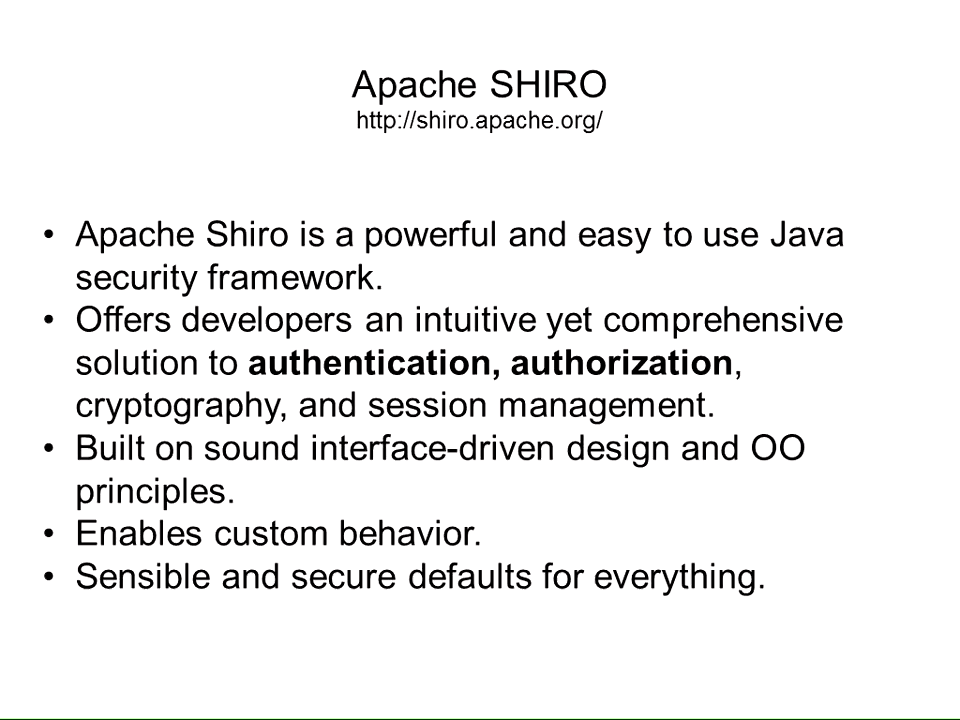 Apache SHIRO
http://shiro.apache.org/
• Apache Shiro is a powerful and easy to use Java
security framework.
• Offers developers an intuitive yet comprehensive
solution to authentication, authorization,
cryptography, and session management.
• Built on sound interface-driven design and OO
principles.
• Enables custom behavior.
• Sensible and secure defaults for everything.